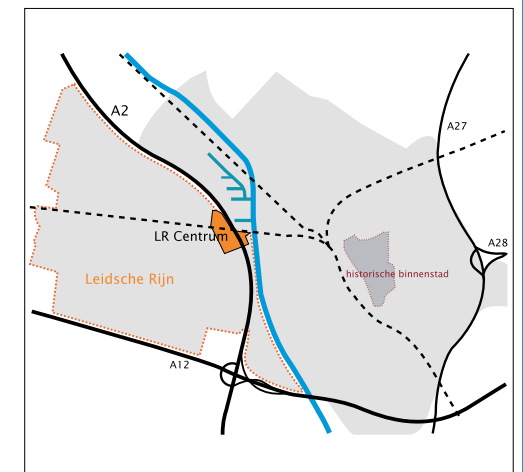 A2
A27
LR Centrum
A28
historische binnenstad
Leidsche Rijn
A12